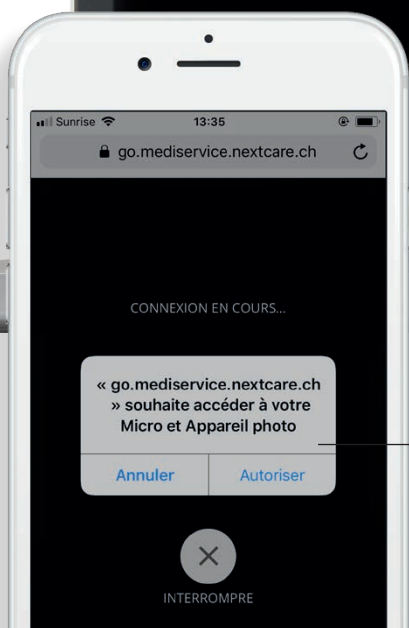 Sunrise 13:35
go.mediservice.nextcare.ch
CONNEXION EN COURS...
« go.mediservice.nextcare.ch
» souhaite accéder à votre
Micro et Appareil photo
Annuler Autoriser
INTERROMPRE